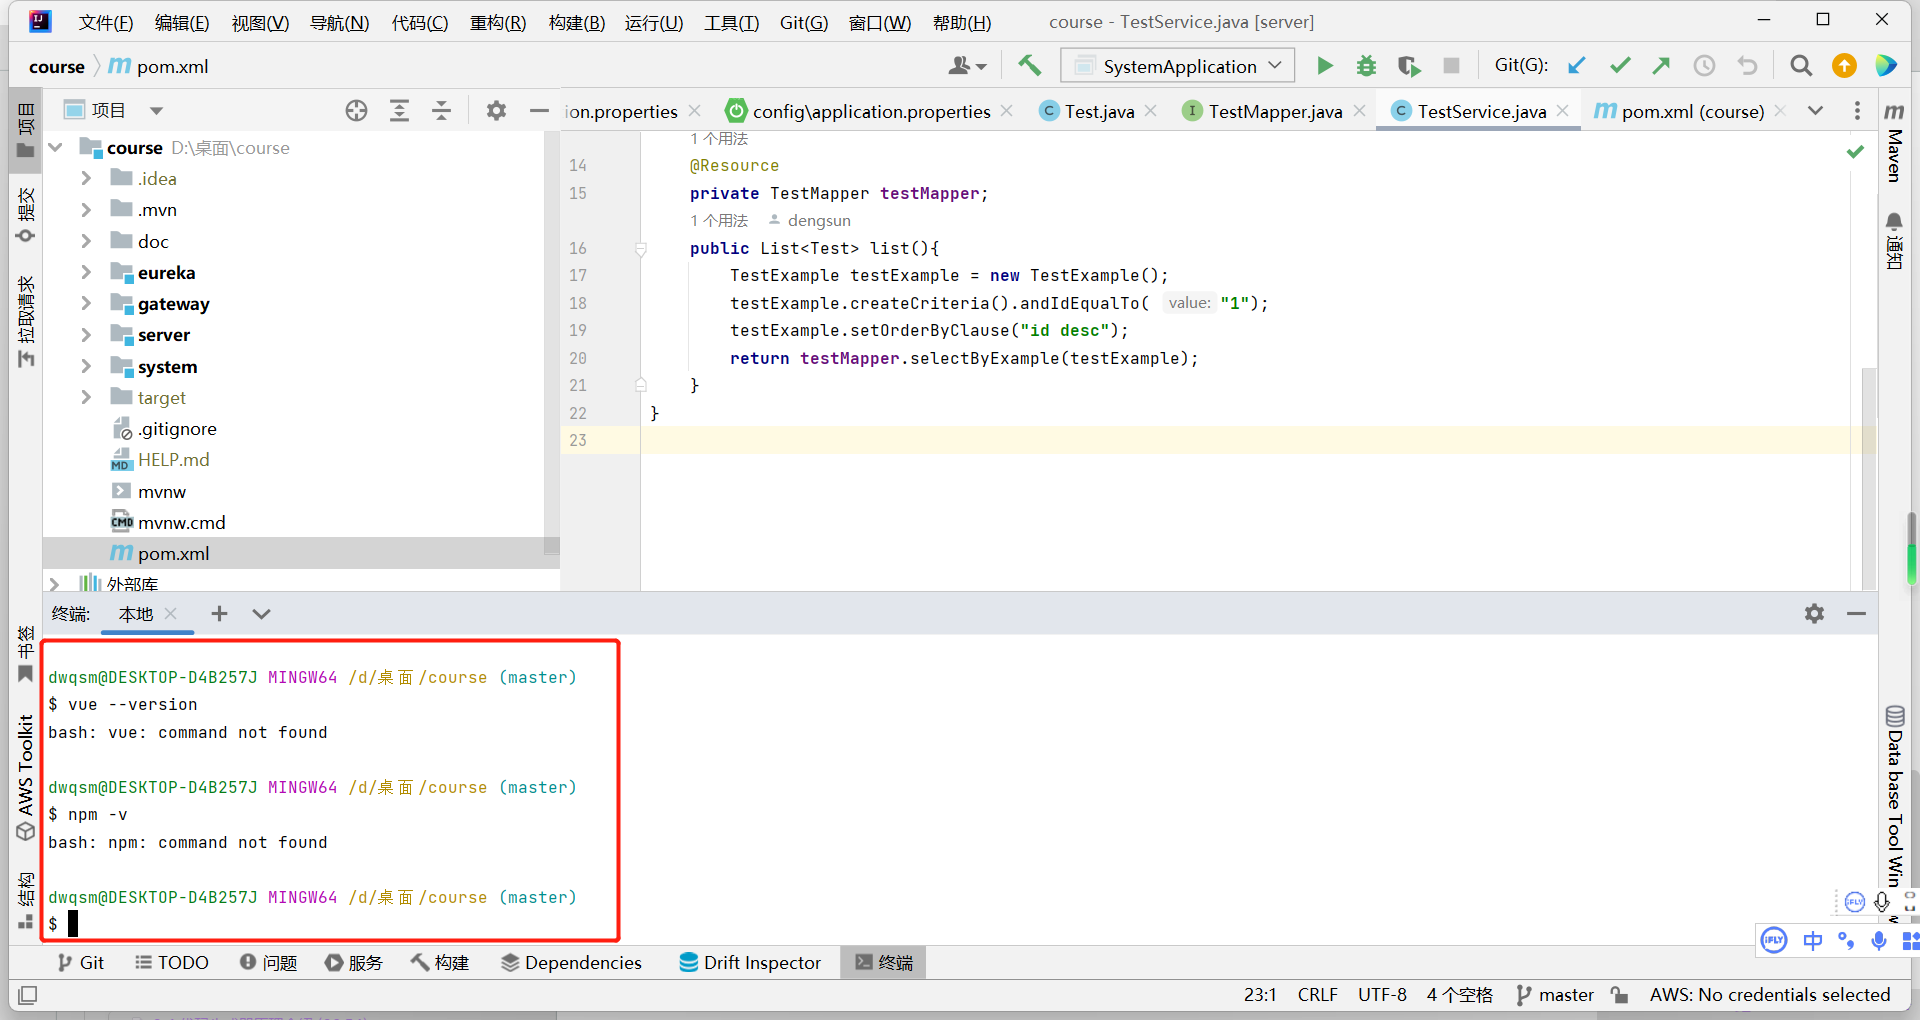 文件(F) 编辑(E) 视图(V) 导航(N) 代码(C) 重构(R) 构建(B) 运行(U) 工具(T) Git(G) 窗口(W) 帮助(H) course - TestService.java [server]
course pom.xml SystemApplication Git(G):
项目 ion.properties config\application.properties Test.java TestMapper.java TestService.java pom.xml (course)
course D:\桌面\course
.idea
.mvn
doc
eureka
gateway
server
system
target
.gitignore
HELP.md
mvnw
mvnw.cmd
pom.xml
外部库
1 个用法
14 @Resource
15 private TestMapper testMapper;
1 个用法 dengsun
16 public List<Test> list(){
17 TestExample testExample = new TestExample();
18 testExample.createCriteria().andIdEqualTo( value: "1");
19 testExample.setOrderByClause("id desc");
20 return testMapper.selectByExample(testExample);
21 }
22 }
23
项目
提交
拉取请求
书签
AWS Toolkit
结构
Maven
通知
Data base Tool Win
终端: 本地
dwqsm@DESKTOP-D4B257J MINGW64 /d/桌面/course (master)
$ vue --version
bash: vue: command not found
dwqsm@DESKTOP-D4B257J MINGW64 /d/桌面/course (master)
$ npm -v
bash: npm: command not found
dwqsm@DESKTOP-D4B257J MINGW64 /d/桌面/course (master)
$
iFLY
iFLY 中
Git TODO 问题 服务 构建 Dependencies Drift Inspector 终端
23:1 CRLF UTF-8 4 个空格 master AWS: No credentials selected